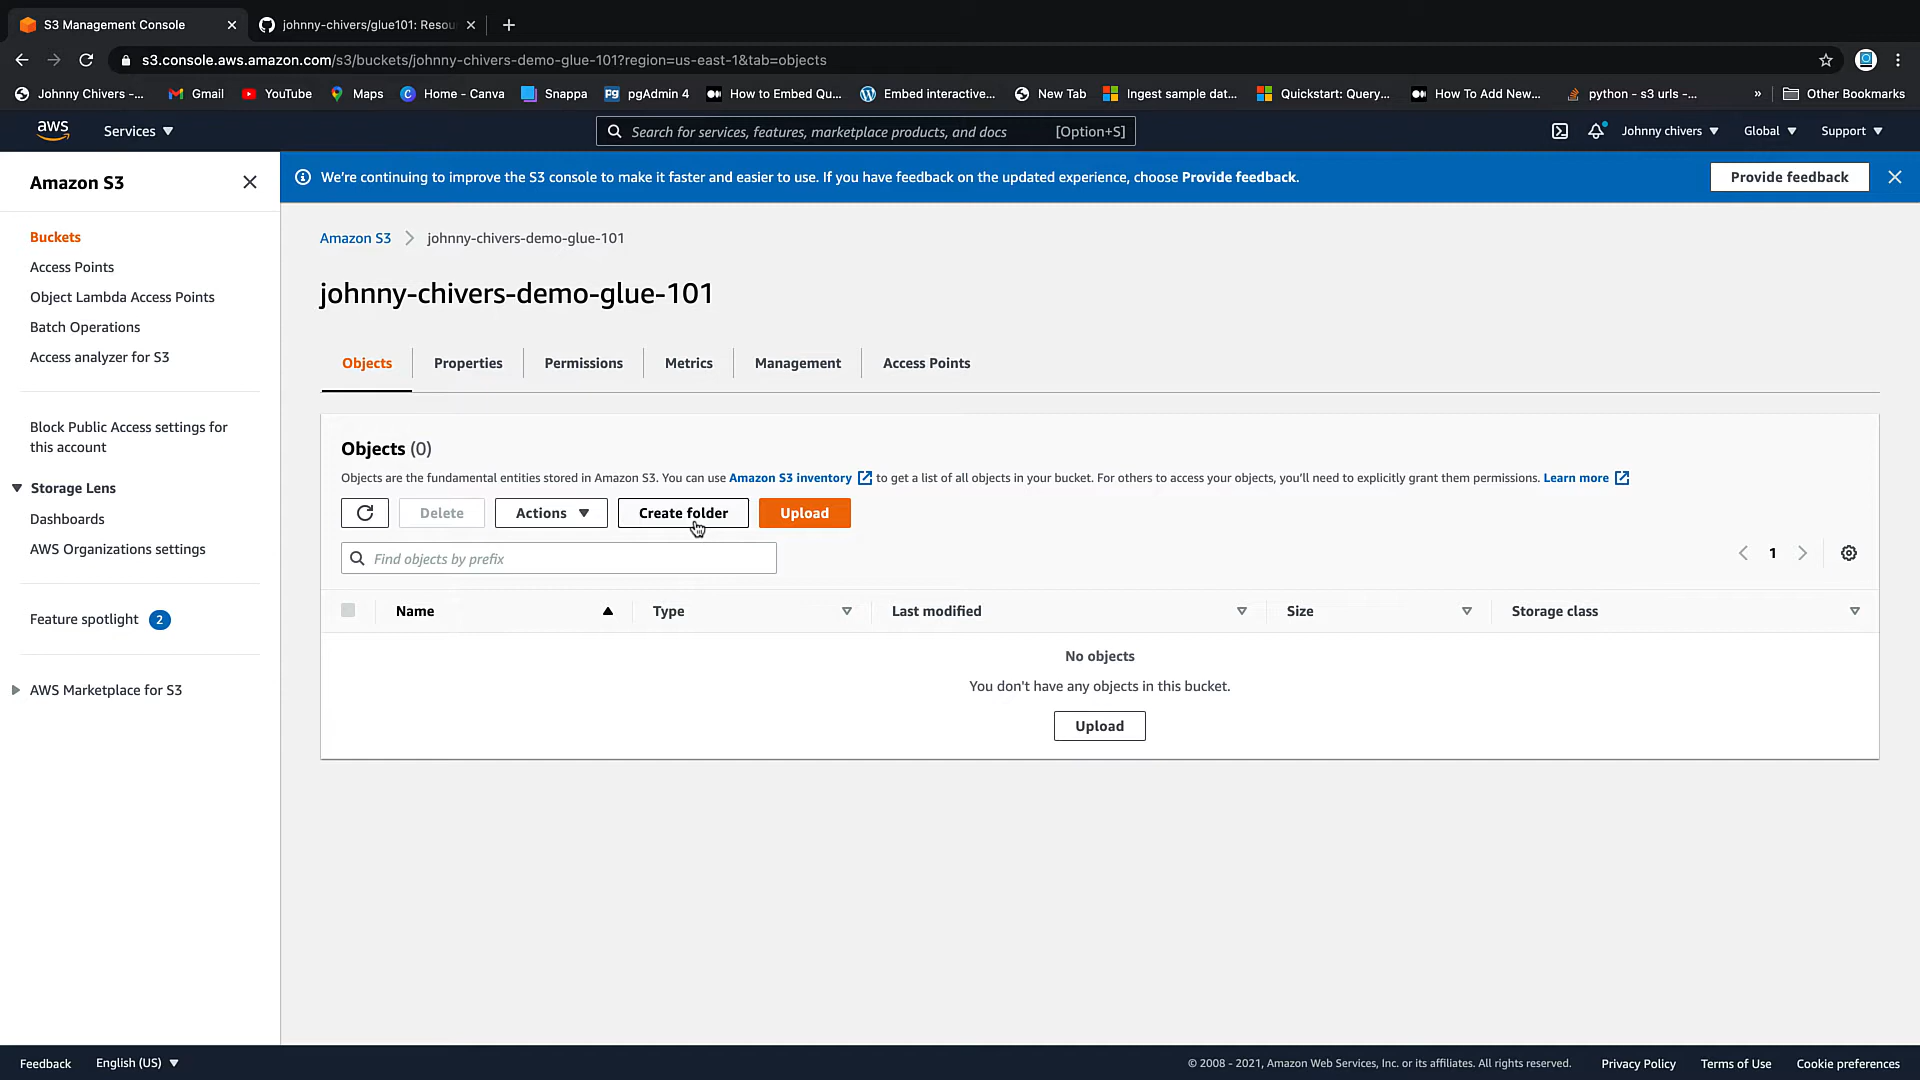 S3 Management Console
johnny-chivers/glue101: Resou
s3.console.aws.amazon.com/s3/buckets/johnny-chivers-demo-glue-101?region=us-east-1&tab=objects
Johnny Chivers -...
Gmail
YouTube
Maps
Home - Canva
Snappa
pgAdmin 4
How to Embed Qu...
Embed interactive...
New Tab
Ingest sample dat...
Quickstart: Query...
How To Add New...
python - s3 urls -...
»
Other Bookmarks
aws
Services
Search for services, features, marketplace products, and docs
[Option+S]
Johnny chivers
Global
Support
Amazon S3
We're continuing to improve the S3 console to make it faster and easier to use. If you have feedback on the updated experience, choose Provide feedback.
Provide feedback
Buckets
Access Points
Object Lambda Access Points
Batch Operations
Access analyzer for S3
Block Public Access settings for
this account
Storage Lens
Dashboards
AWS Organizations settings
Feature spotlight 2
AWS Marketplace for S3
Amazon S3
johnny-chivers-demo-glue-101
johnny-chivers-demo-glue-101
Objects
Properties
Permissions
Metrics
Management
Access Points
Objects (0)
Objects are the fundamental entities stored in Amazon S3. You can use Amazon S3 inventory to get a list of all objects in your bucket. For others to access your objects, you'll need to explicitly grant them permissions. Learn more
Delete
Actions
Create folder
Upload
Find objects by prefix
1
Name
Type
Last modified
Size
Storage class
No objects
You don't have any objects in this bucket.
Upload
Feedback
English (US)
© 2008 - 2021, Amazon Web Services, Inc. or its affiliates. All rights reserved.
Privacy Policy
Terms of Use
Cookie preferences